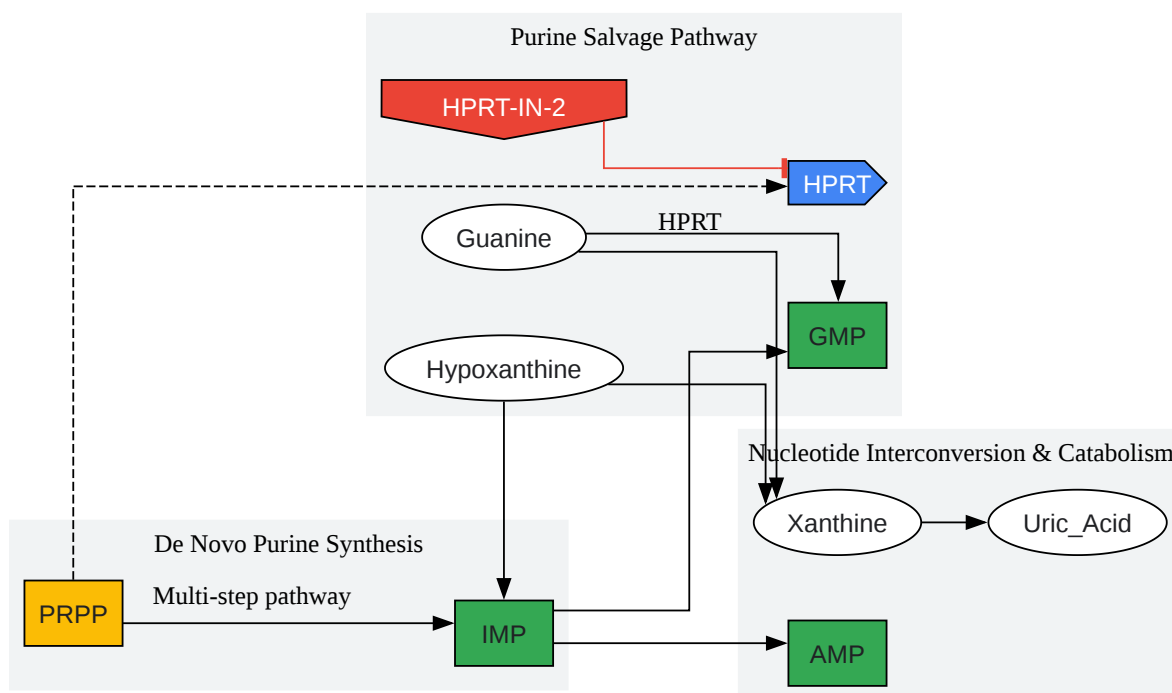 Purine Salvage Pathway
HPRT-IN-2
HPRT
HPRT
Guanine
GMP
Hypoxanthine
Nucleotide Interconversion & Catabolism
Xanthine
Uric_Acid
De Novo Purine Synthesis
Multi-step pathway
PRPP
IMP
AMP